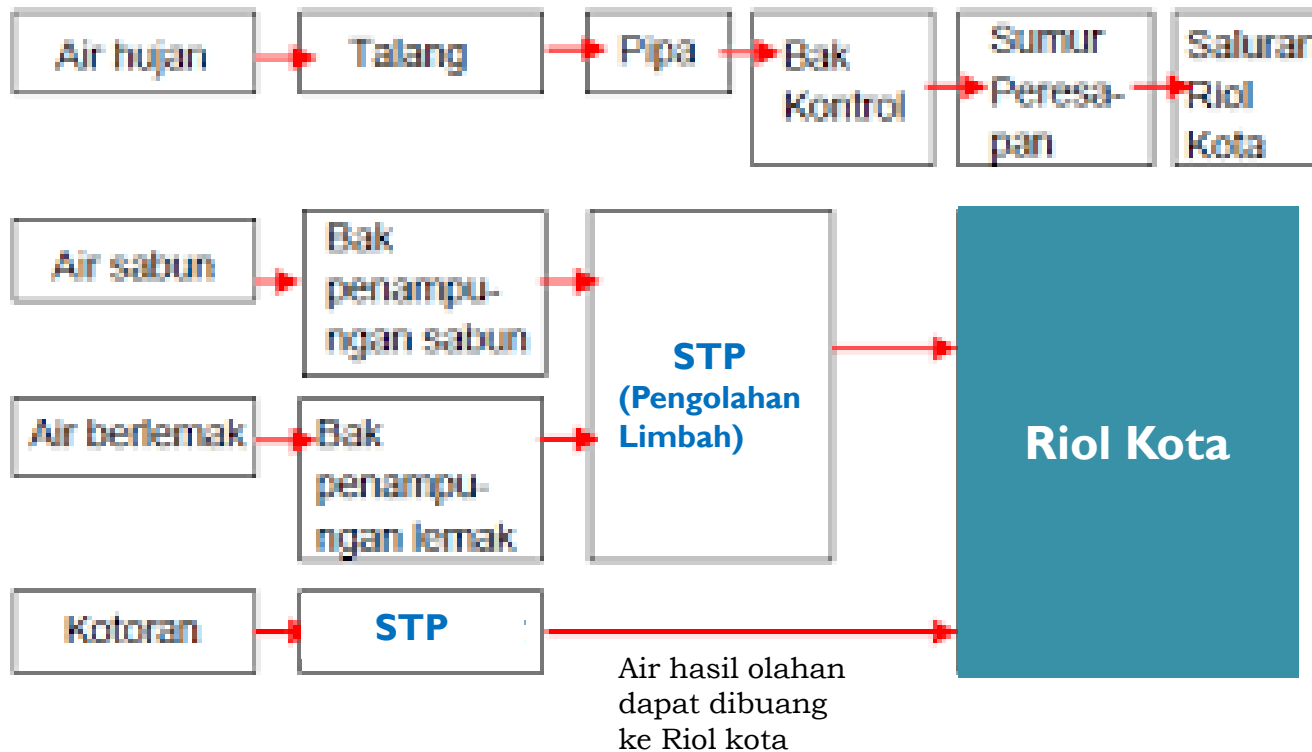 Air hujan
Talang
Pipa
Bak
Kontrol
Sumur
Peresa-
pan
Saluran
Riol
Kota
Air sabun
Bak
penampu-
ngan sabun
Air berlemak
Bak
penampu-
ngan lemak
STP
(Pengolahan
Limbah)
Riol Kota
Kotoran
STP
Air hasil olahan
dapat dibuang
ke Riol kota